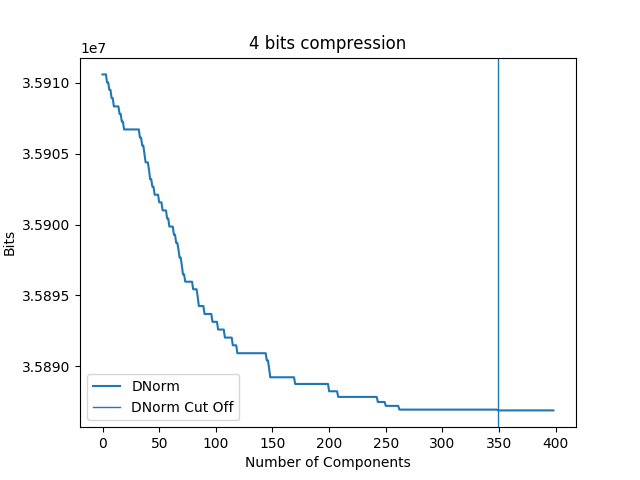 4 bits compression
1e7
3.5910
3.5905
3.5900
3.5895
3.5890
Bits
DNorm
DNorm Cut Off
0 50 100 150 200 250 300 350 400
Number of Components